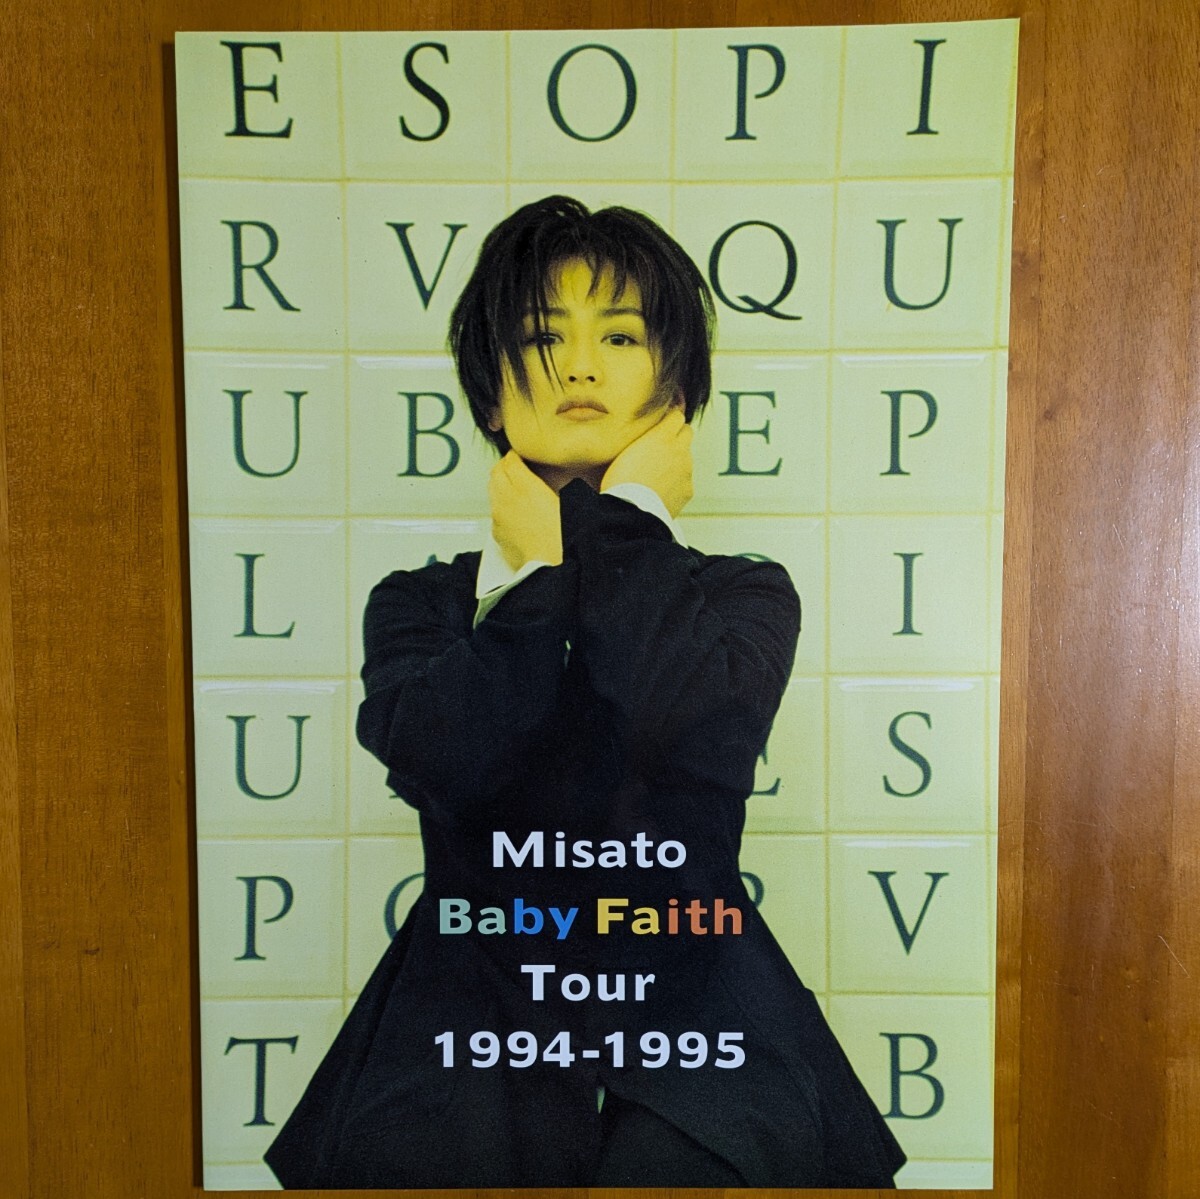 E S O P I
R V Q U
U B E P
L I
U S
P V
T B
Misato
Baby Faith
Tour
1994-1995